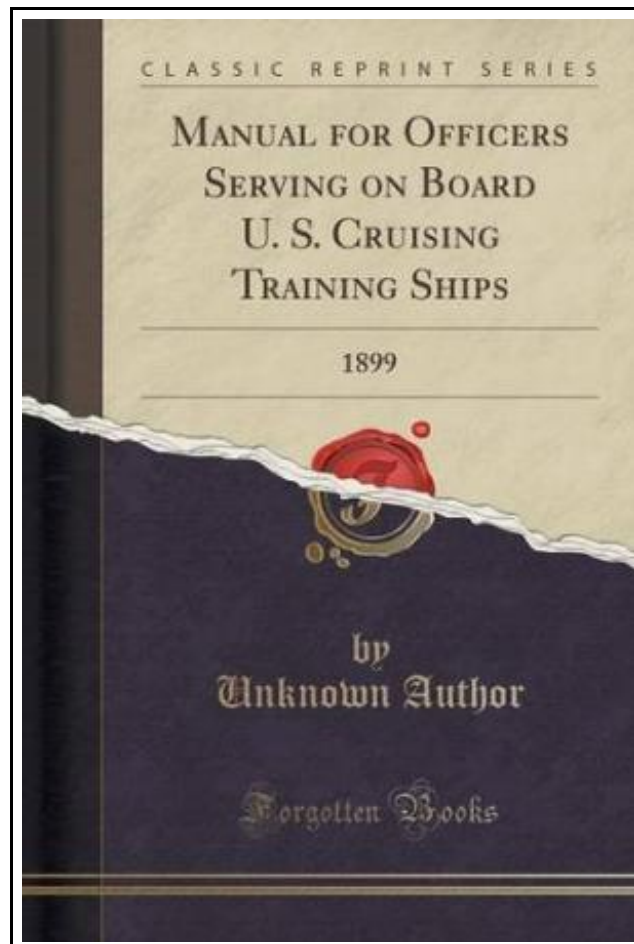 CLASSIC REPRINT SERIES
MANUAL FOR OFFICERS
SERVING ON BOARD
U. S. CRUISING
TRAINING SHIPS
1899
by
Unknown Author
Forgotten Books